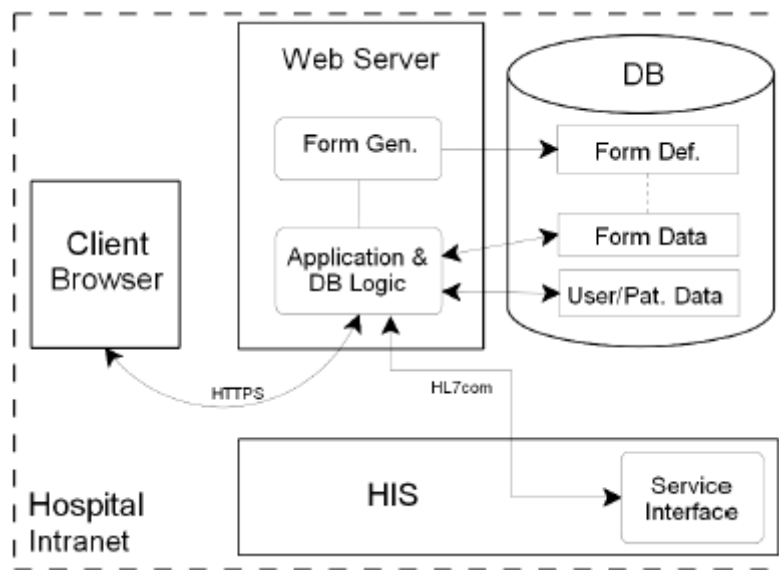 Web Server
DB
Form Gen.
Form Def.
Client
Browser
Application &
DB Logic
Form Data
User/Pat. Data
HTTPS
HL7com
HIS
Service
Interface
Hospital
Intranet